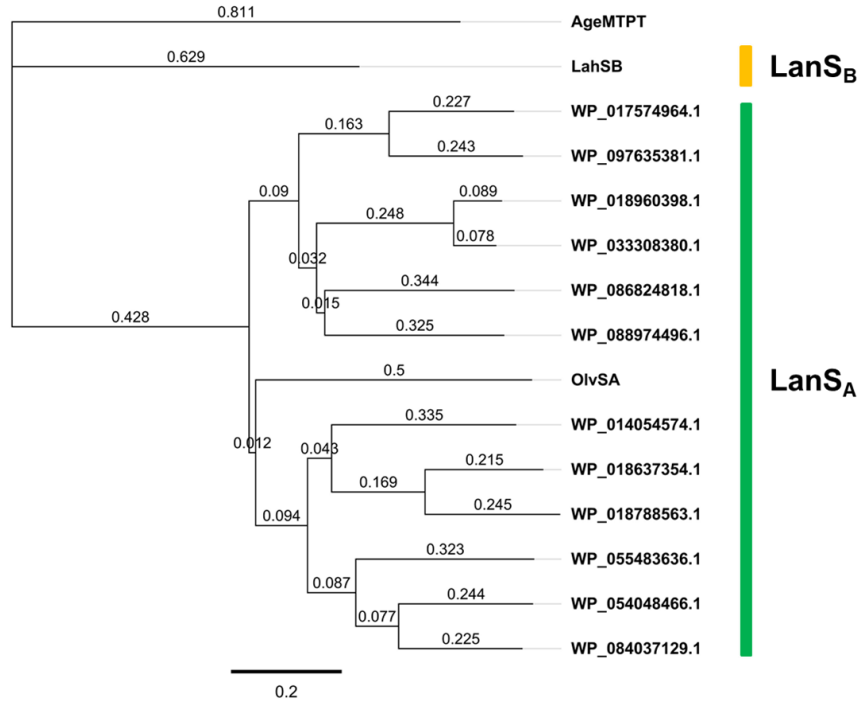 0.811
AgeMTPT
0.629
LahSB
LanSB
0.227
WP_017574964.1
0.163
0.243
WP_097635381.1
0.09
0.089
WP_018960398.1
0.248
0.078
WP_033308380.1
0.032
0.344
WP_086824818.1
0.015
0.325
WP_088974496.1
0.428
0.5
OlvSA
LanSA
0.335
WP_014054574.1
0.012
0.043
0.215
WP_018637354.1
0.169
0.245
WP_018788563.1
0.094
0.323
WP_055483636.1
0.087
0.244
WP_054048466.1
0.077
0.225
WP_084037129.1
0.2